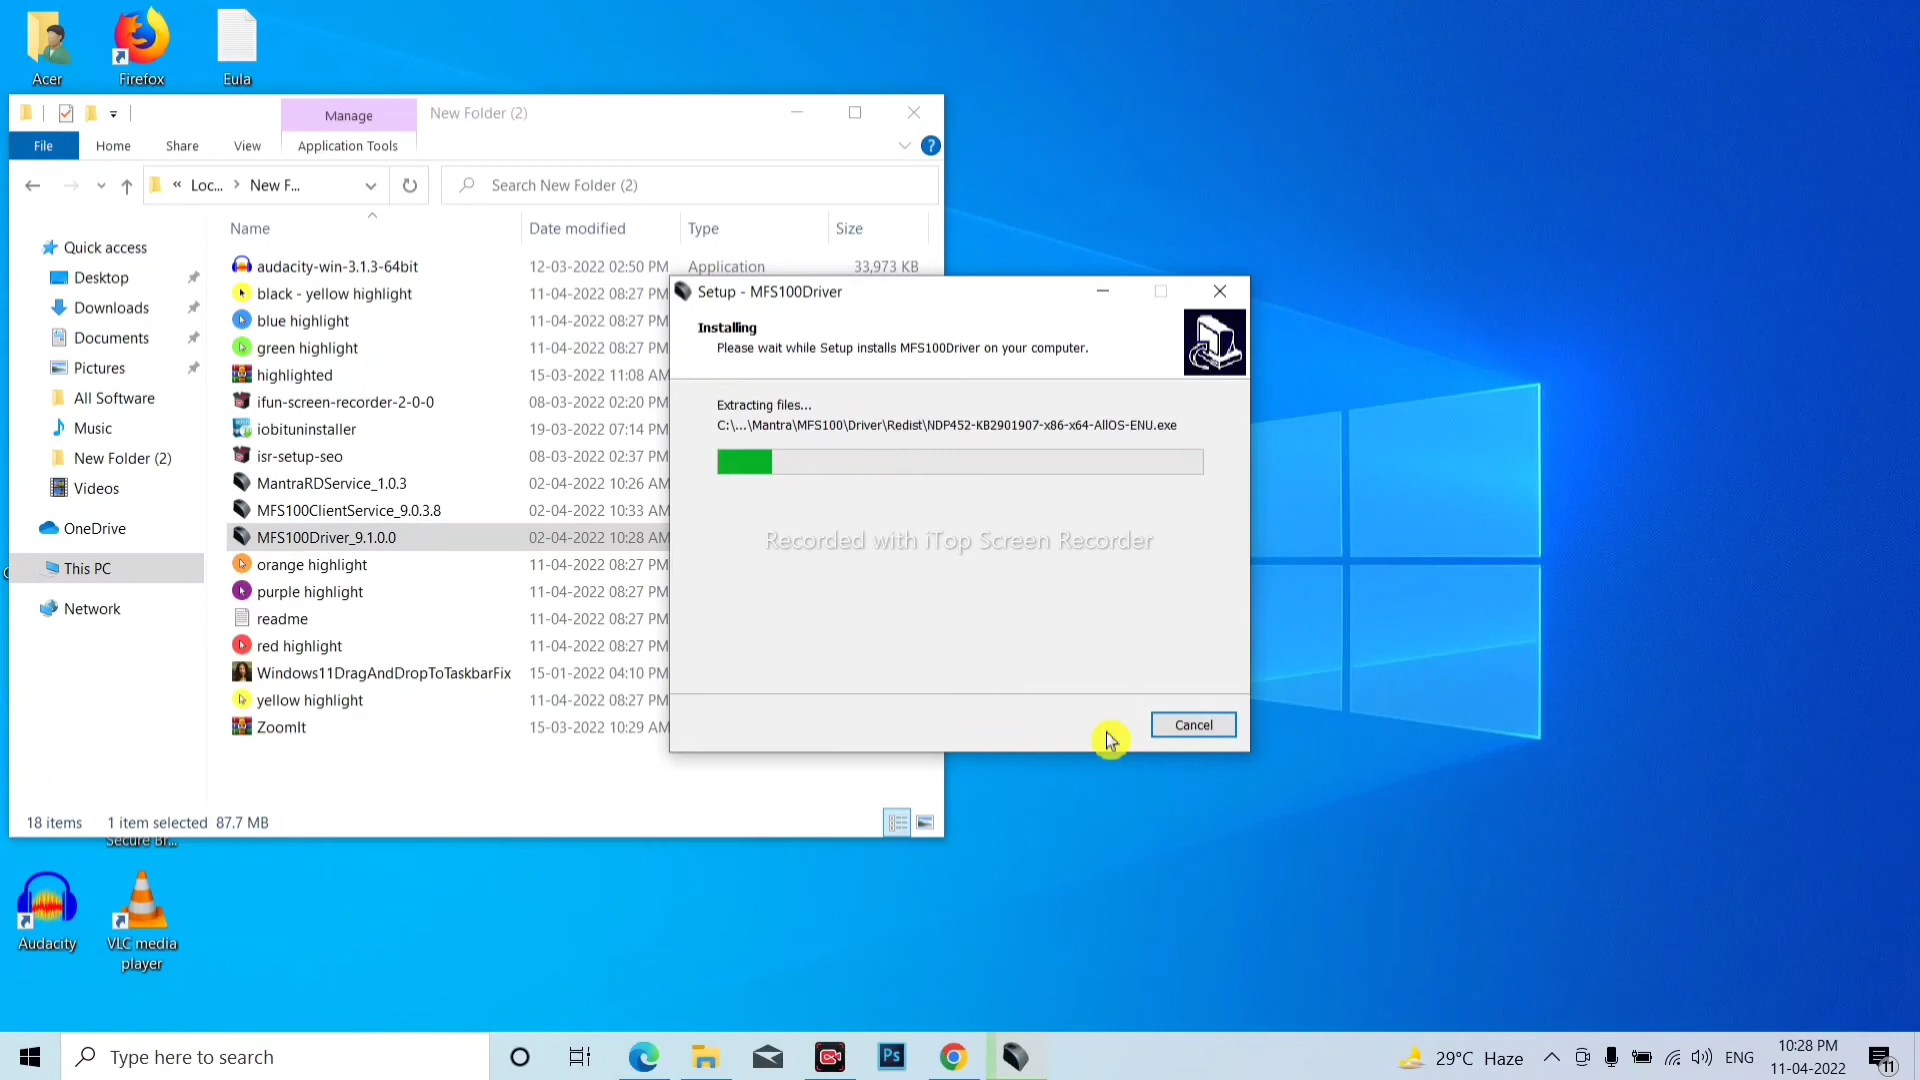 Acer
Firefox
Eula
Manage
New Folder (2)
File
Home
Share
View
Application Tools
?
« Loc... > New F...
Search New Folder (2)
Name
Date modified
Type
Size
Quick access
Desktop
Downloads
Documents
Pictures
All Software
Music
New Folder (2)
Videos
OneDrive
This PC
Network
audacity-win-3.1.3-64bit 12-03-2022 02:50 PM Application 33,973 KB
black - yellow highlight 11-04-2022 08:27 PM
blue highlight 11-04-2022 08:27 PM
green highlight 11-04-2022 08:27 PM
highlighted 15-03-2022 11:08 AM
ifun-screen-recorder-2-0-0 08-03-2022 02:20 PM
iobituninstaller 19-03-2022 07:14 PM
isr-setup-seo 08-03-2022 02:37 PM
MantraRDService_1.0.3 02-04-2022 10:26 AM
MFS100ClientService_9.0.3.8 02-04-2022 10:33 AM
MFS100Driver_9.1.0.0 02-04-2022 10:28 AM
orange highlight 11-04-2022 08:27 PM
purple highlight 11-04-2022 08:27 PM
readme 11-04-2022 08:27 PM
red highlight 11-04-2022 08:27 PM
Windows11DragAndDropToTaskbarFix 15-01-2022 04:10 PM
yellow highlight 11-04-2022 08:27 PM
ZoomIt 15-03-2022 10:29 AM
18 items 1 item selected 87.7 MB
Setup - MFS100Driver
Installing
Please wait while Setup installs MFS100Driver on your computer.
Extracting files...
C:\...\Mantra\MFS100\Driver\Redist\NDP452-KB2901907-x86-x64-AllOS-ENU.exe
Recorded with iTop Screen Recorder
Cancel
Secure Br...
Audacity
VLC media
player
Type here to search
Ps
29°C Haze
ENG
10:28 PM
11-04-2022
11